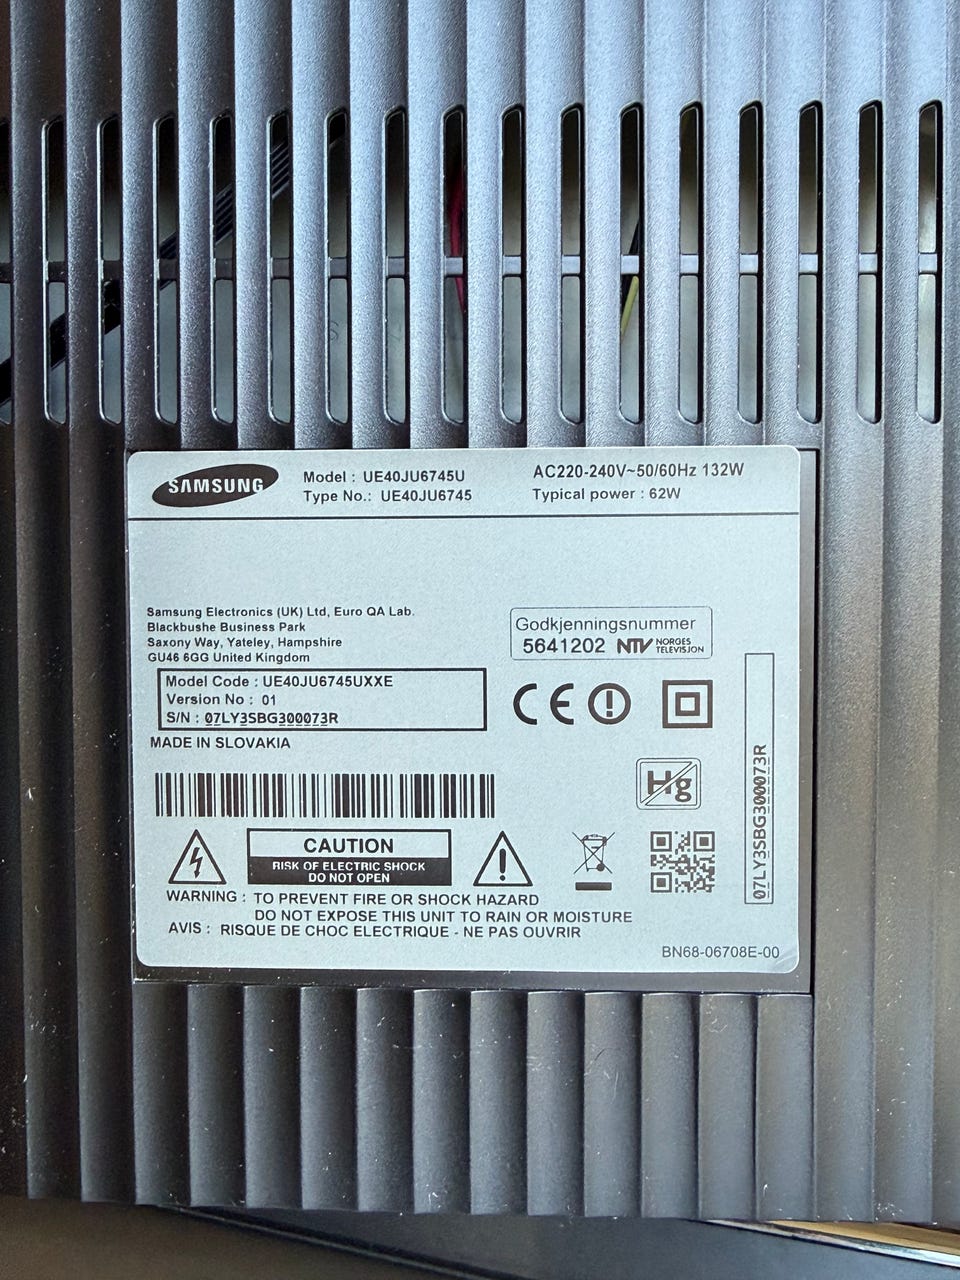 SAMSUNG
Model : UE40JU6745U
Type No.: UE40JU6745
AC220-240V~50/60Hz 132W
Typical power : 62W
Samsung Electronics (UK) Ltd, Euro QA Lab.
Blackbushe Business Park
Saxony Way, Yateley, Hampshire
GU46 6GG United Kingdom
Godkjenningsnummer
5641202 NTV NORGES
TELEVISJON
Model Code : UE40JU6745UXXE
Version No : 01
S/N : 07LY3SBG300073R
MADE IN SLOVAKIA
CE
Hg
07LY3SBG300073R
CAUTION
RISK OF ELECTRIC SHOCK
DO NOT OPEN
WARNING : TO PREVENT FIRE OR SHOCK HAZARD
DO NOT EXPOSE THIS UNIT TO RAIN OR MOISTURE
AVIS : RISQUE DE CHOC ELECTRIQUE - NE PAS OUVRIR
BN68-06708E-00